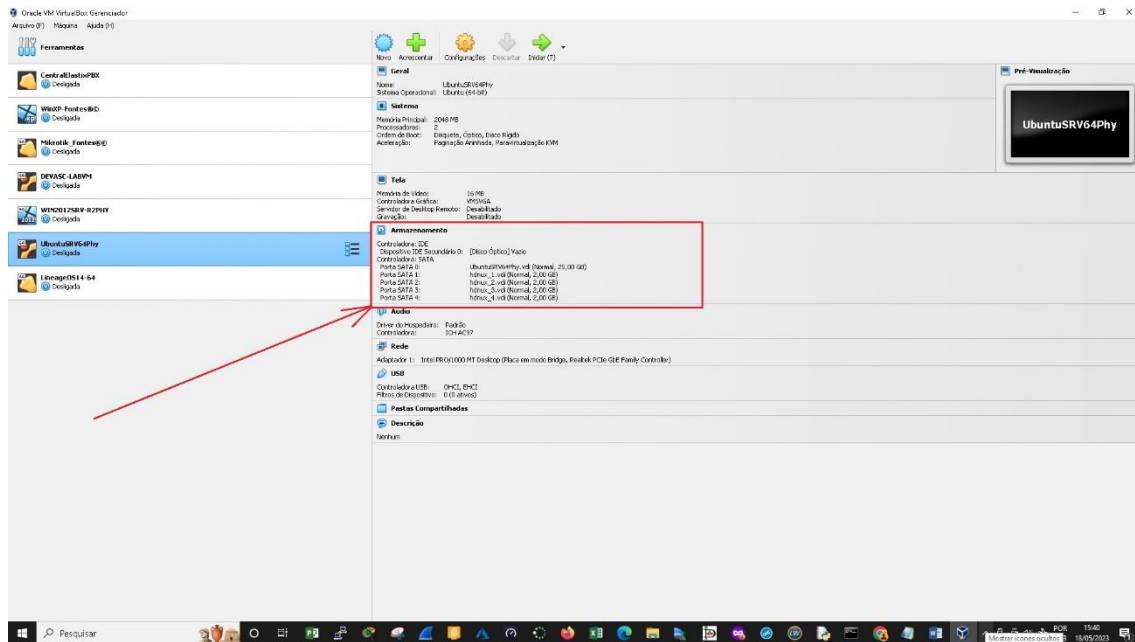 Oracle VM VirtualBox Gerenciador
Arquivo (F) Máquina Ajuda (H)
Ferramentas
CentralElastixPBX
Desligada
WinXP-Fontes®©
Desligada
Mikrotik_Fontes®©
Desligada
DEVASC-LABVM
Desligada
WIN2012SRV-R2PHY
Desligada
UbuntuSRV64Phy
Desligada
LineageOS14-64
Desligada
Novo Acrescentar Configurações Descartar Iniciar (T)
Geral
Nome: UbuntuSRV64Phy
Sistema Operacional: Ubuntu (64-bit)
Sistema
Memória Principal: 2048 MB
Processadores: 2
Ordem de Boot: Disquete, Óptico, Disco Rígido
Aceleração: Paginação Aninhada, Paravirtualização KVM
Pré-Visualização
UbuntuSRV64Phy
Tela
Memória de Vídeo: 16 MB
Controladora Gráfica: VMSVGA
Servidor de Desktop Remoto: Desabilitado
Gravação: Desabilitado
Armazenamento
Controladora: IDE
Dispositivo IDE Secundário 0: [Disco Óptico] Vazio
Controladora: SATA
Porta SATA 0: UbuntuSRV64Phy.vdi (Normal, 25,00 GB)
Porta SATA 1: hdnux_1.vdi (Normal, 2,00 GB)
Porta SATA 2: hdnux_2.vdi (Normal, 2,00 GB)
Porta SATA 3: hdnux_3.vdi (Normal, 2,00 GB)
Porta SATA 4: hdnux_4.vdi (Normal, 2,00 GB)
Áudio
Driver do Hospedeiro: Padrão
Controladora: ICH AC97
Rede
Adaptador 1: Intel PRO/1000 MT Desktop (Placa em modo Bridge, Realtek PCIe GbE Family Controller)
USB
Controladora USB: OHCI, EHCI
Filtros de Dispositivo: 0 (0 ativos)
Pastas Compartilhadas
Descrição
Nenhum
Pesquisar
POR
15:40
Mostrar ícones ocultos
18/05/2023